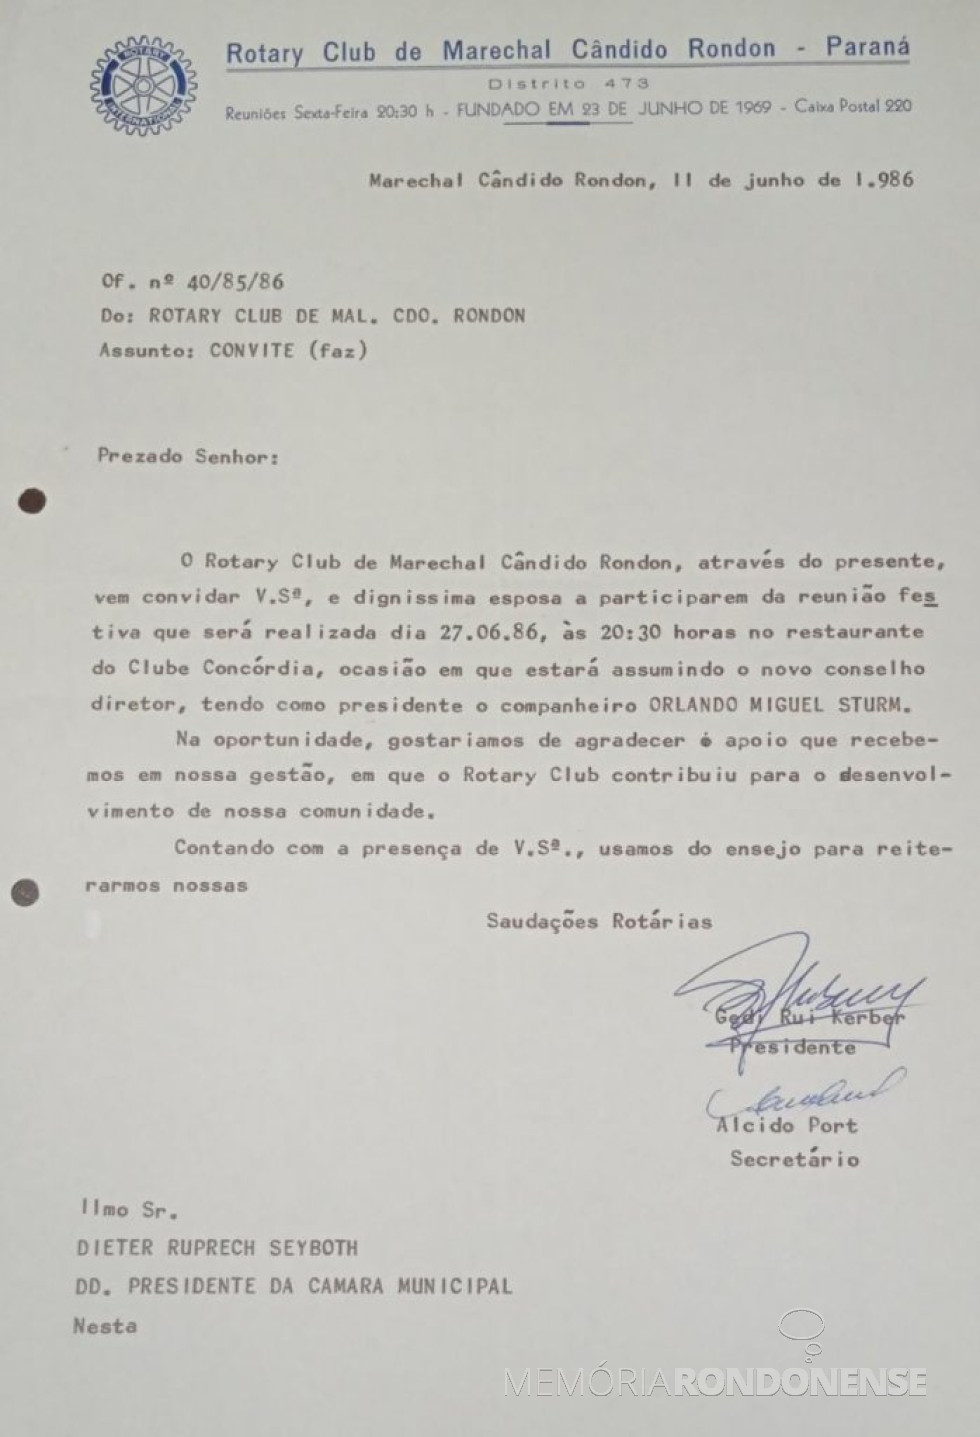 ROTARY
INTERNATIONAL
Rotary Club de Marechal Cândido Rondon - Paraná
Distrito 473
Reuniões Sexta-Feira 20:30 h - FUNDADO EM 23 DE JUNHO DE 1969 - Caixa Postal 220
Marechal Cândido Rondon, 11 de junho de 1.986
Of. nº 40/85/86
Do: ROTARY CLUB DE MAL. CDO. RONDON
Assunto: CONVITE (faz)
Prezado Senhor:
O Rotary Club de Marechal Cândido Rondon, através do presente,
vem convidar V.Sª, e dignissima esposa a participarem da reunião fes
tiva que será realizada dia 27.06.86, às 20:30 horas no restaurante
do Clube Concórdia, ocasião em que estará assumindo o novo conselho
diretor, tendo como presidente o companheiro ORLANDO MIGUEL STURM.
Na oportunidade, gostariamos de agradecer o apoio que recebe-
mos em nossa gestão, em que o Rotary Club contribuiu para o desenvol-
vimento de nossa comunidade.
Contando com a presença de V.Sª., usamos do ensejo para reite-
rarmos nossas
Saudações Rotárias
Gedi Rui Kerber
Presidente
Alcido Port
Secretário
Ilmo Sr.
DIETER RUPRECH SEYBOTH
DD. PRESIDENTE DA CAMARA MUNICIPAL
Nesta
MEMÓRIARONDONENSE